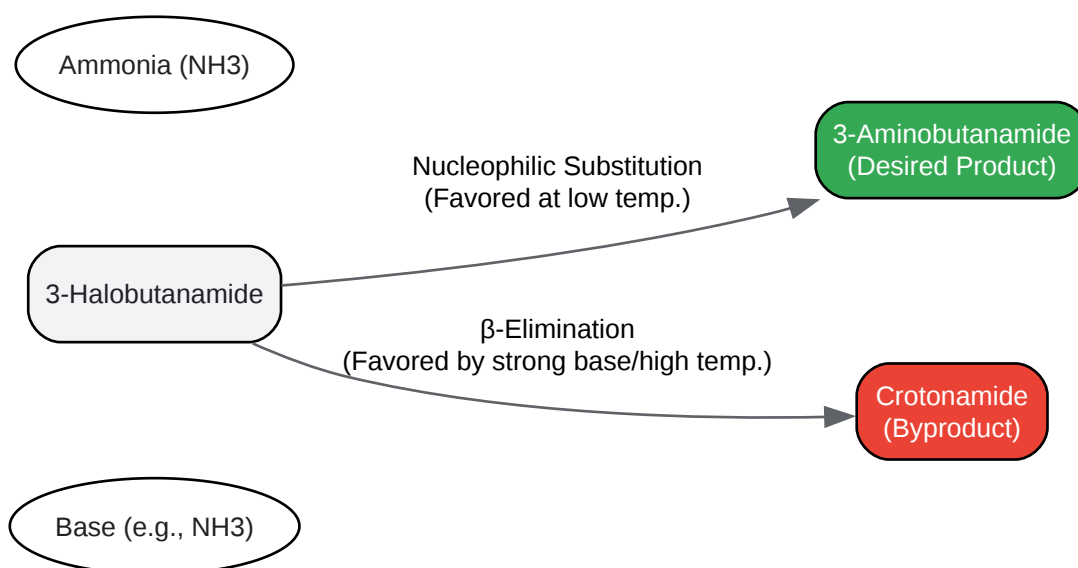 Ammonia (NH3)
3-Aminobutanamide
(Desired Product)
Nucleophilic Substitution
(Favored at low temp.)
3-Halobutanamide
β-Elimination
(Favored by strong base/high temp.)
Crotonamide
(Byproduct)
Base (e.g., NH3)